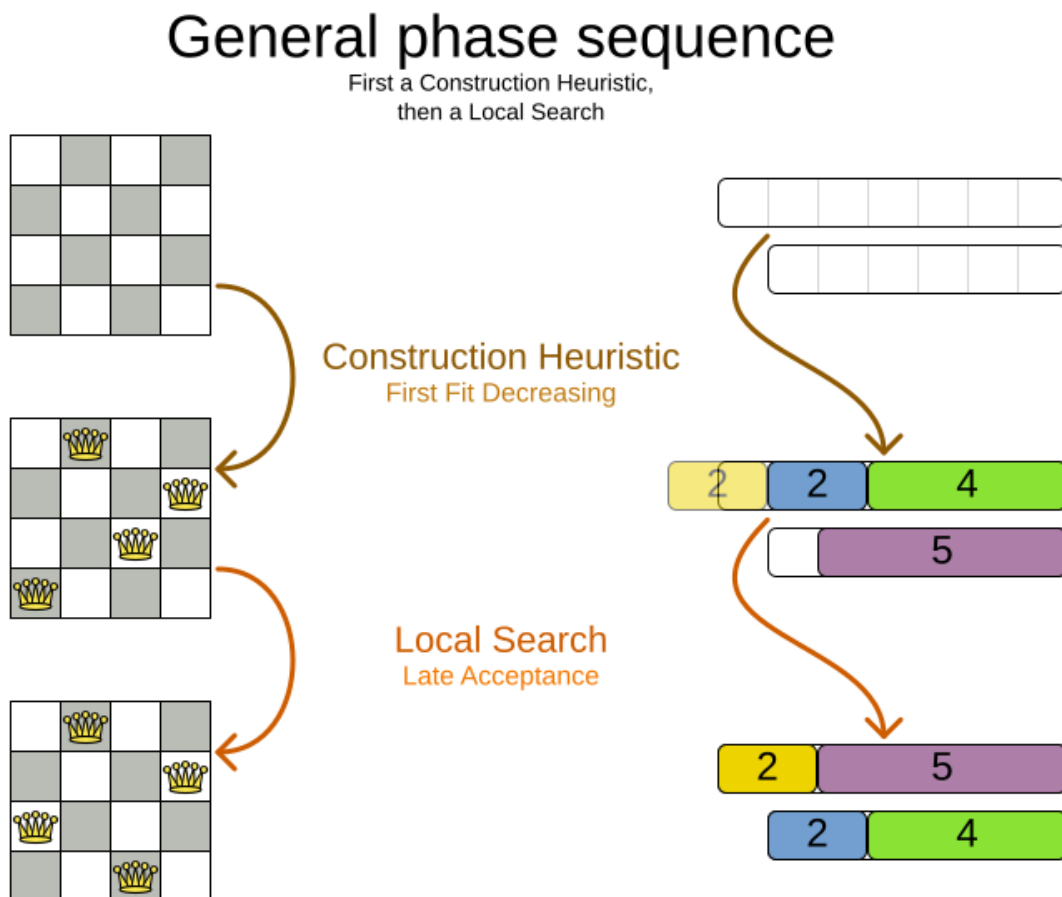 General phase sequence
First a Construction Heuristic,
then a Local Search
Construction Heuristic
First Fit Decreasing
2 2 4
5
Local Search
Late Acceptance
2 5
2 4